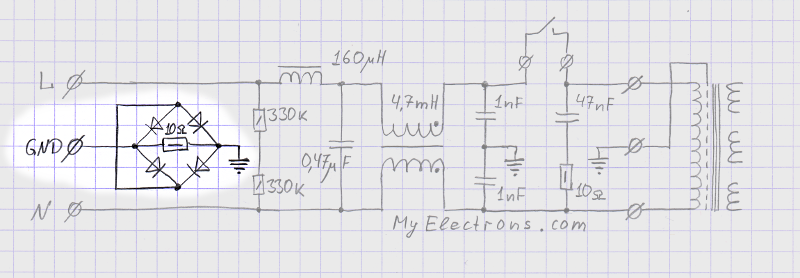 160μH
L
4,7mH
1nF
47nF
10Ω
330K
GND
0,47μF
330K
1nF
10Ω
N
MyElectrons.com